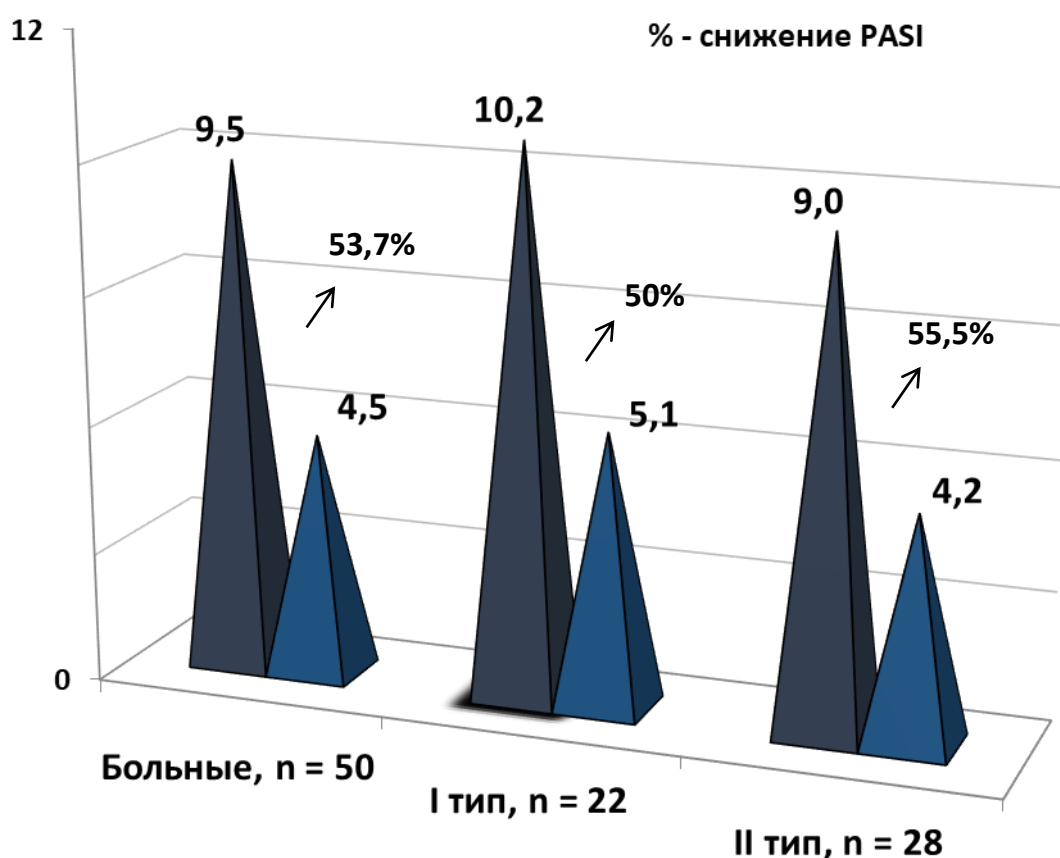 12
% - снижение PASI
9,5
10,2
9,0
53,7%
50%
55,5%
4,5
5,1
4,2
0
Больные, n = 50
I тип, n = 22
II тип, n = 28